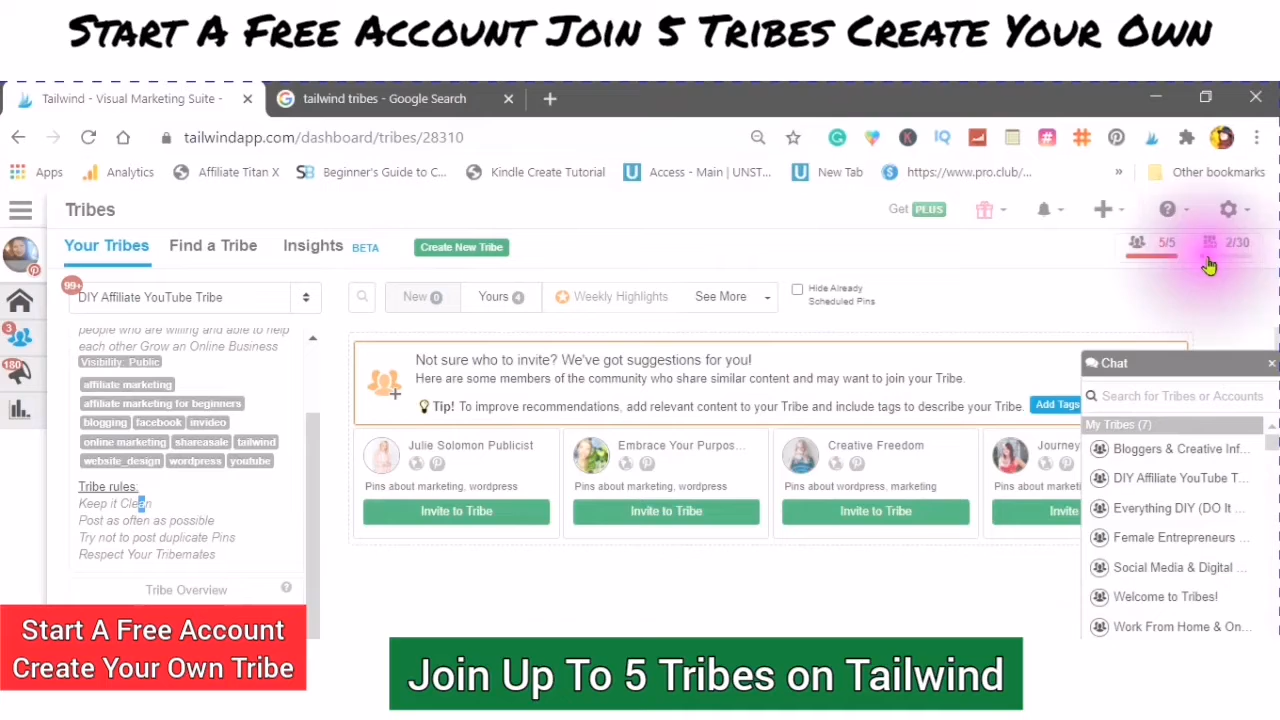 Start A Free Account Join 5 Tribes Create Your Own
Tailwind - Visual Marketing Suite -
tailwind tribes - Google Search
tailwindapp.com/dashboard/tribes/28310
Apps
Analytics
Affiliate Titan X
Beginner's Guide to C...
Kindle Create Tutorial
Access - Main | UNST...
New Tab
https://www.pro.club/...
»
Other bookmarks
Tribes
Get PLUS
Your Tribes
Find a Tribe
Insights BETA
Create New Tribe
5/5
2/30
99+
DIY Affiliate YouTube Tribe
New 0
Yours 4
Weekly Highlights
See More
Hide Already
Scheduled Pins
3
180
people who are willing and able to help
each other Grow an Online Business
Visibility: Public
affiliate marketing
affiliate marketing for beginners
blogging facebook invideo
online marketing shareasale tailwind
website_design wordpress youtube
Tribe rules:
Keep it Clean
Post as often as possible
Try not to post duplicate Pins
Respect Your Tribemates
Tribe Overview
Not sure who to invite? We've got suggestions for you!
Here are some members of the community who share similar content and may want to join your Tribe.
Tip! To improve recommendations, add relevant content to your Tribe and include tags to describe your Tribe.
Add Tags
Julie Solomon Publicist
Pins about marketing, wordpress
Invite to Tribe
Embrace Your Purpos...
Pins about marketing, wordpress
Invite to Tribe
Creative Freedom
Pins about wordpress, marketing
Invite to Tribe
Journey
Pins about marketing, wordpress
Invite
Chat
Search for Tribes or Accounts
My Tribes (7)
Bloggers & Creative Inf...
DIY Affiliate YouTube T...
Everything DIY (DO It ...
Female Entrepreneurs ...
Social Media & Digital ...
Welcome to Tribes!
Work From Home & On...
Start A Free Account
Create Your Own Tribe
Join Up To 5 Tribes on Tailwind